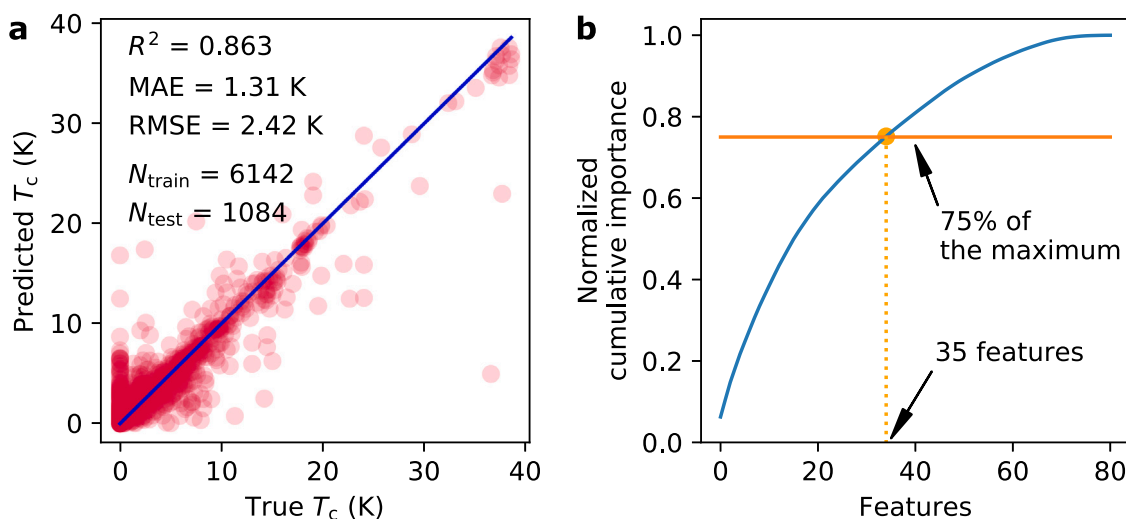 a
R² = 0.863
MAE = 1.31 K
RMSE = 2.42 K
N_train = 6142
N_test = 1084
Predicted T_c (K)
40
30
20
10
0
0 10 20 30 40
True T_c (K)
b
Normalized
cumulative importance
1.0
0.8
0.6
0.4
0.2
0.0
75% of
the maximum
35 features
0 20 40 60 80
Features